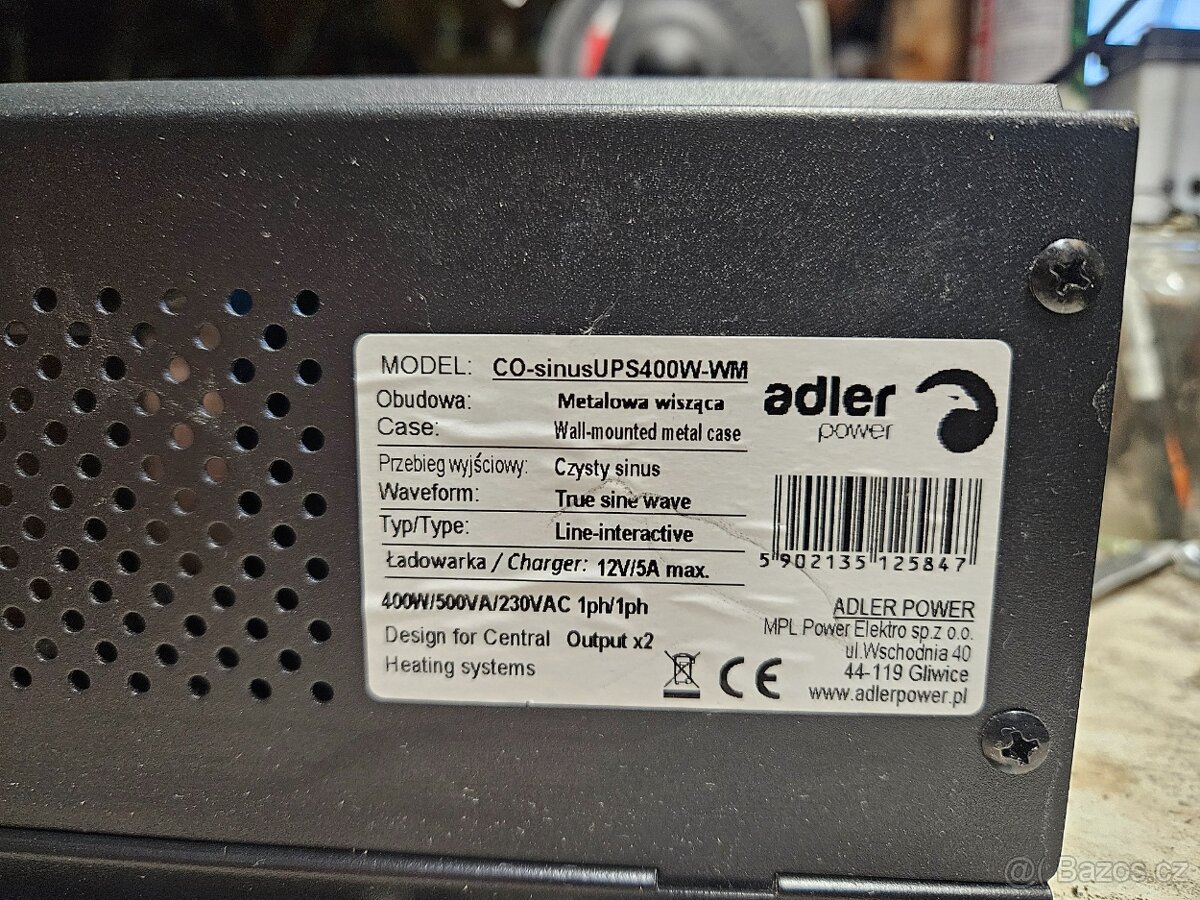 MODEL: CO-sinusUPS400W-WM
Obudowa: Metalowa wisząca
Case: Wall-mounted metal case
Przebieg wyjściowy: Czysty sinus
Waveform: True sine wave
Typ/Type: Line-interactive
Ładowarka / Charger: 12V/5A max.
400W/500VA/230VAC 1ph/1ph
Design for Central Output x2
Heating systems
adler
power
5 902135 125847
ADLER POWER
MPL Power Elektro sp.z o.o.
ul.Wschodnia 40
44-119 Gliwice
www.adlerpower.pl
CE
Bazos.cz